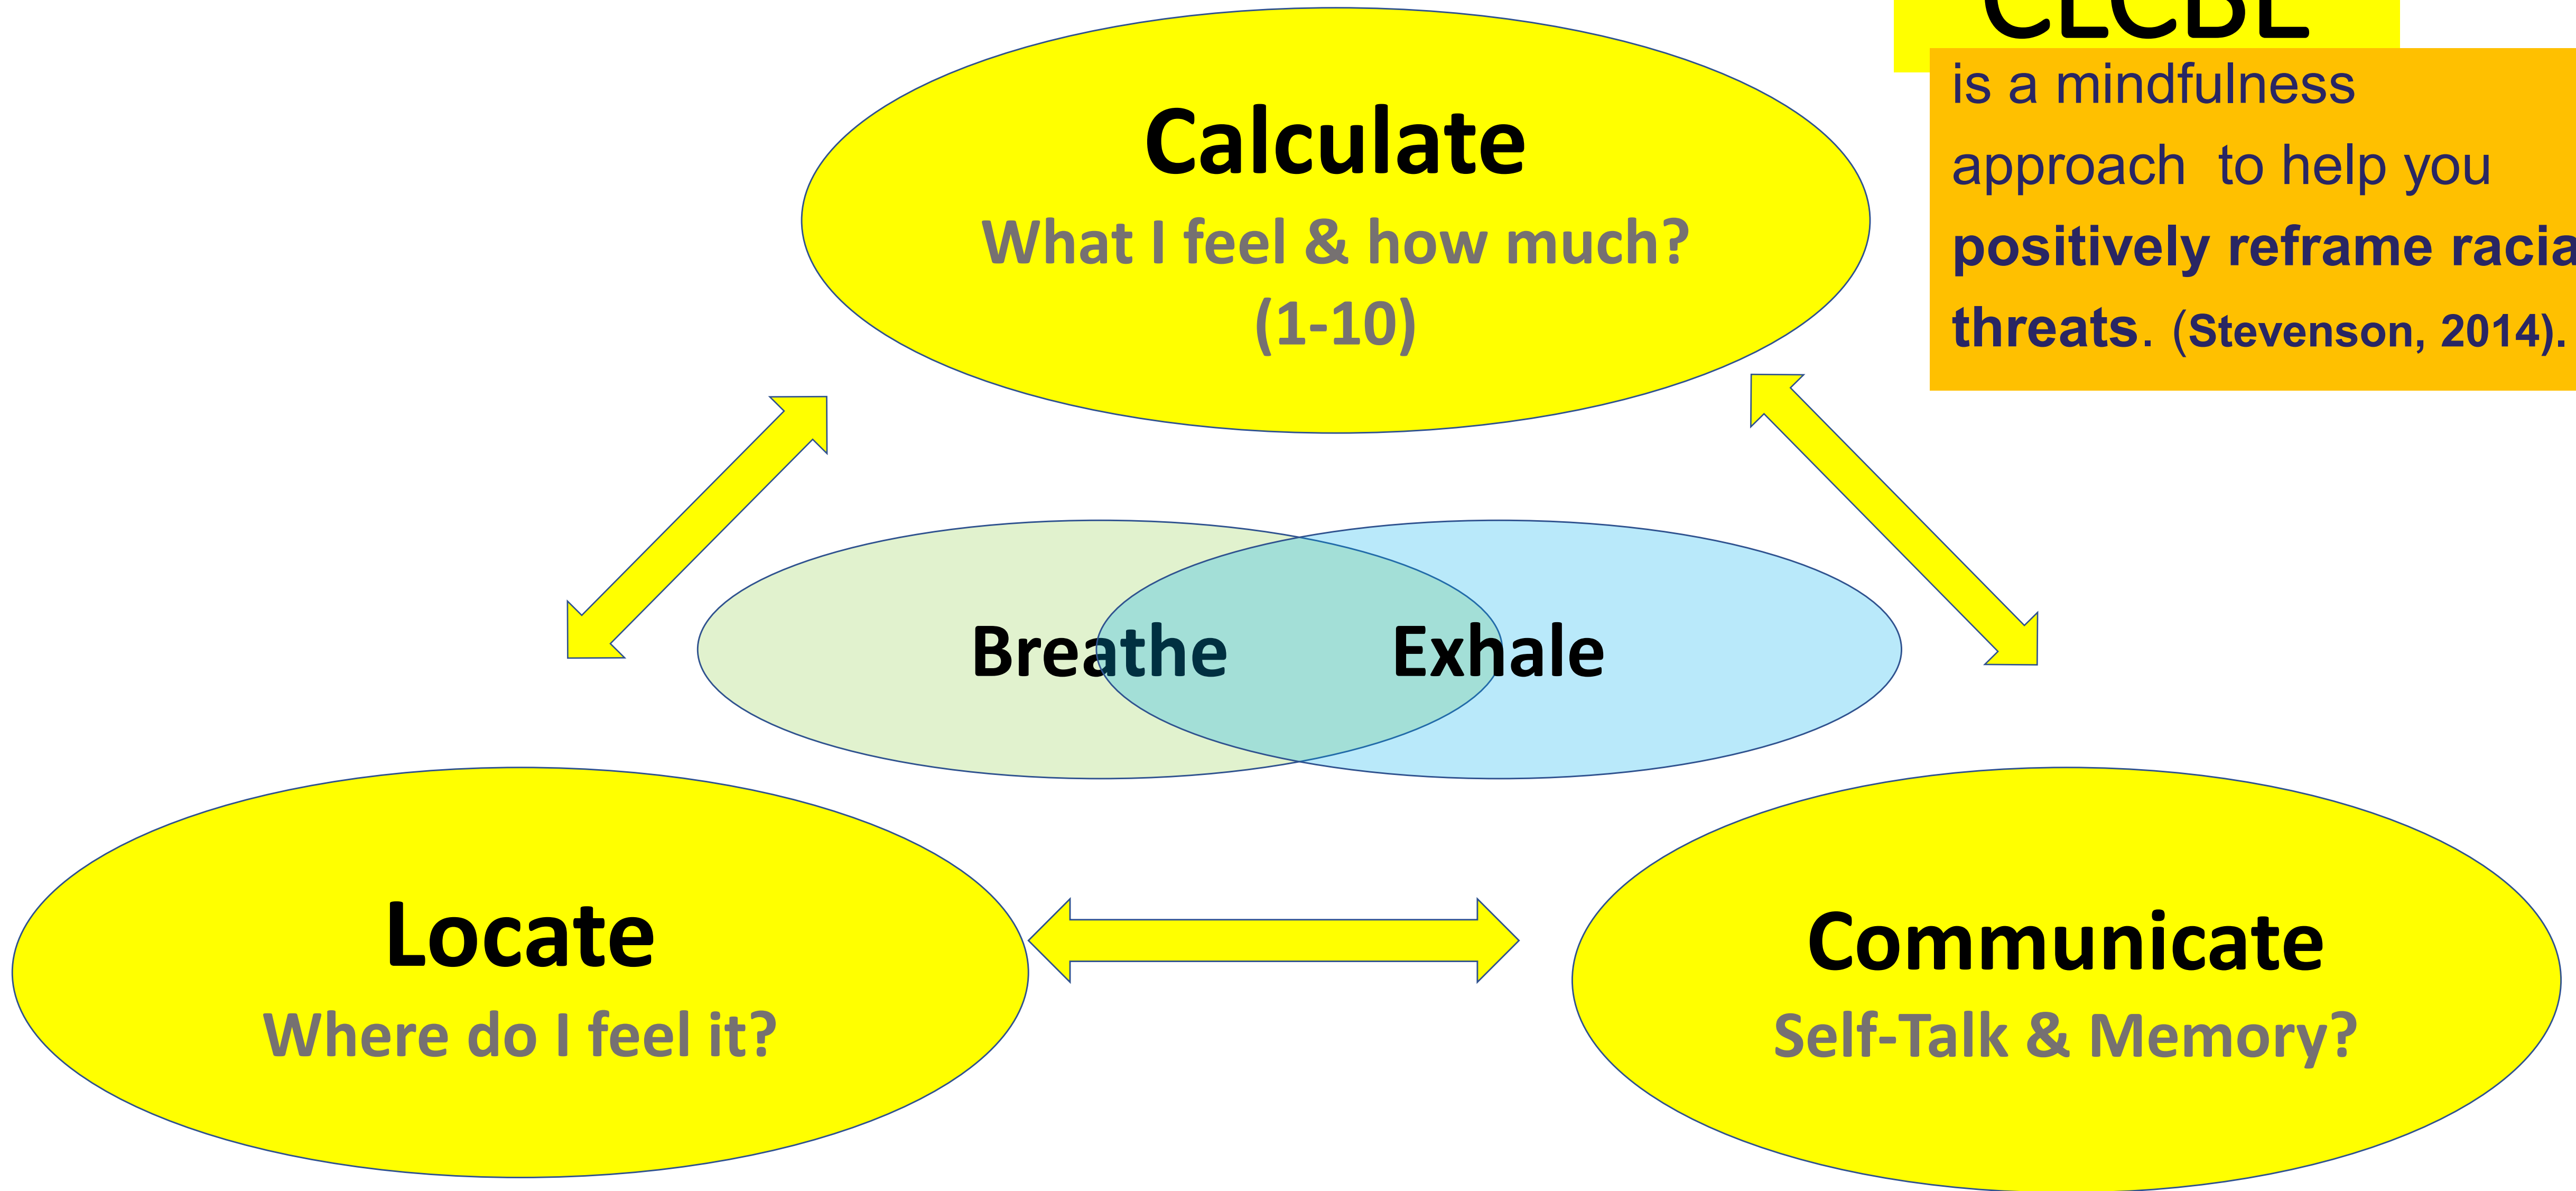 CLCBE
is a mindfulness
approach to help you
positively reframe racia
threats. (Stevenson, 2014).
Calculate
What I feel & how much?
(1-10)
Breathe Exhale
Locate
Where do I feel it?
Communicate
Self-Talk & Memory?